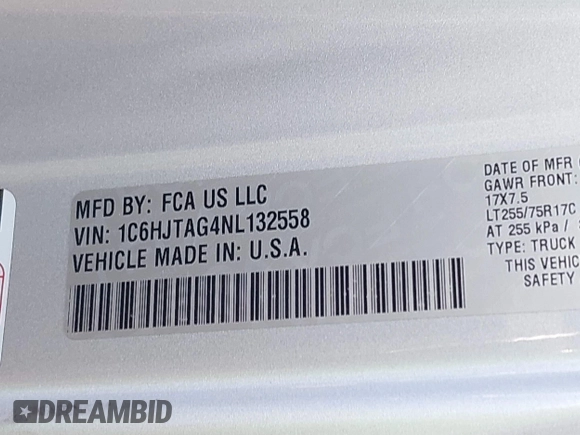 MFD BY: FCA US LLC
VIN: 1C6HJTAG4NL132558
VEHICLE MADE IN: U.S.A.
DATE OF MFR
GAWR FRONT:
17X7.5
LT255/75R17C
AT 255 kPa /
TYPE: TRUCK
THIS VEHIC
SAFETY
DREAMBID